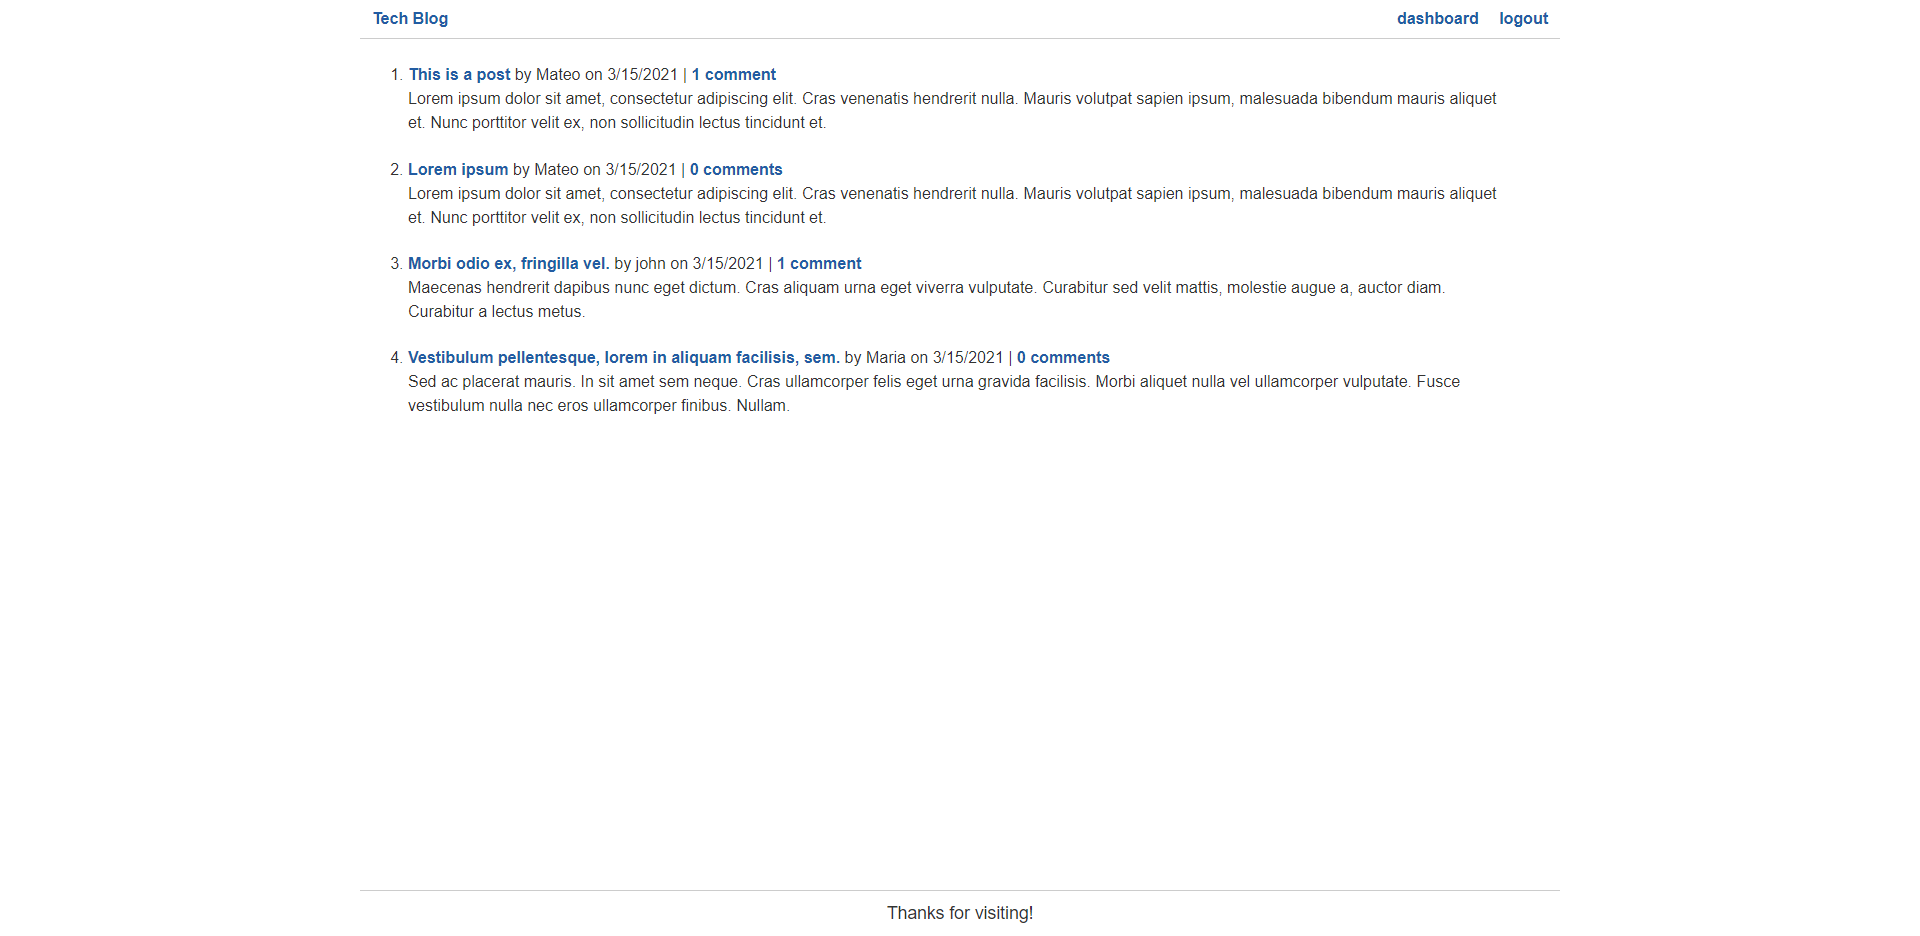 Tech Blog dashboard logout
1. This is a post by Mateo on 3/15/2021 | 1 comment
Lorem ipsum dolor sit amet, consectetur adipiscing elit. Cras venenatis hendrerit nulla. Mauris volutpat sapien ipsum, malesuada bibendum mauris aliquet
et. Nunc porttitor velit ex, non sollicitudin lectus tincidunt et.
2. Lorem ipsum by Mateo on 3/15/2021 | 0 comments
Lorem ipsum dolor sit amet, consectetur adipiscing elit. Cras venenatis hendrerit nulla. Mauris volutpat sapien ipsum, malesuada bibendum mauris aliquet
et. Nunc porttitor velit ex, non sollicitudin lectus tincidunt et.
3. Morbi odio ex, fringilla vel. by john on 3/15/2021 | 1 comment
Maecenas hendrerit dapibus nunc eget dictum. Cras aliquam urna eget viverra vulputate. Curabitur sed velit mattis, molestie augue a, auctor diam.
Curabitur a lectus metus.
4. Vestibulum pellentesque, lorem in aliquam facilisis, sem. by Maria on 3/15/2021 | 0 comments
Sed ac placerat mauris. In sit amet sem neque. Cras ullamcorper felis eget urna gravida facilisis. Morbi aliquet nulla vel ullamcorper vulputate. Fusce
vestibulum nulla nec eros ullamcorper finibus. Nullam.
Thanks for visiting!